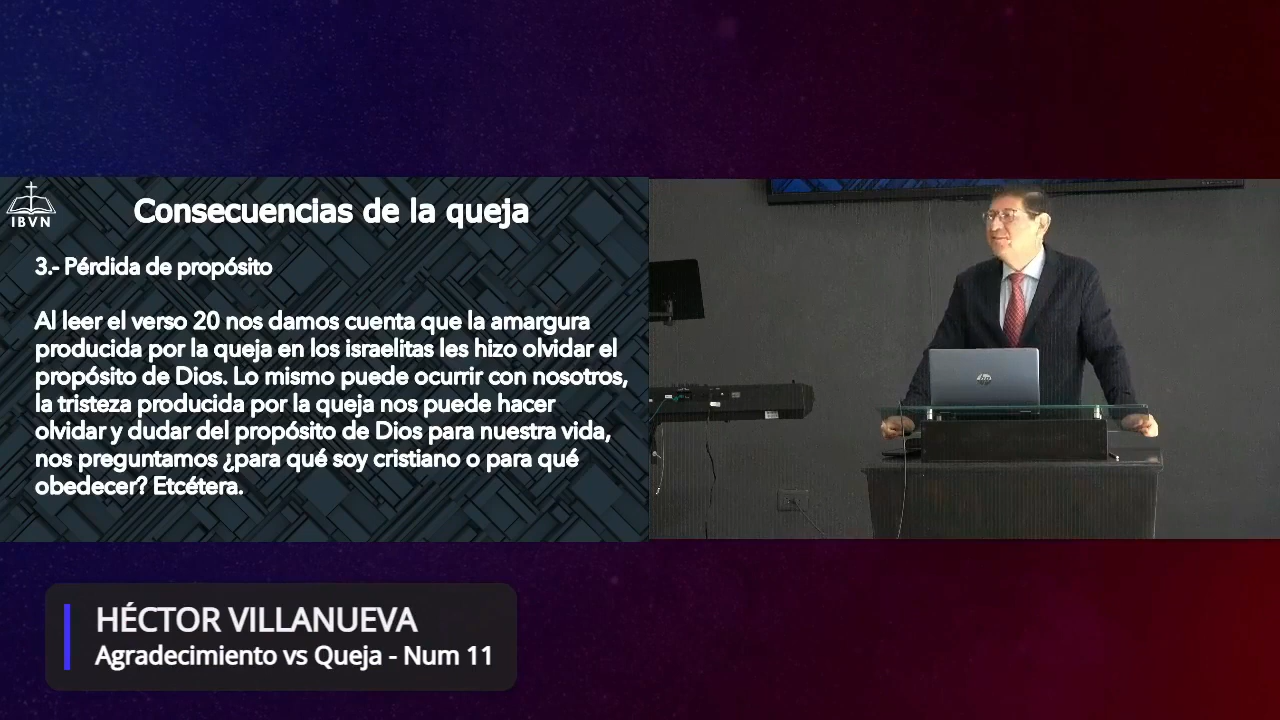 IBVN
Consecuencias de la queja
3.- Pérdida de propósito
Al leer el verso 20 nos damos cuenta que la amargura
producida por la queja en los israelitas les hizo olvidar el
propósito de Dios. Lo mismo puede ocurrir con nosotros,
la tristeza producida por la queja nos puede hacer
olvidar y dudar del propósito de Dios para nuestra vida,
nos preguntamos ¿para qué soy cristiano o para qué
obedecer? Etcétera.
hp
HÉCTOR VILLANUEVA
Agradecimiento vs Queja - Num 11